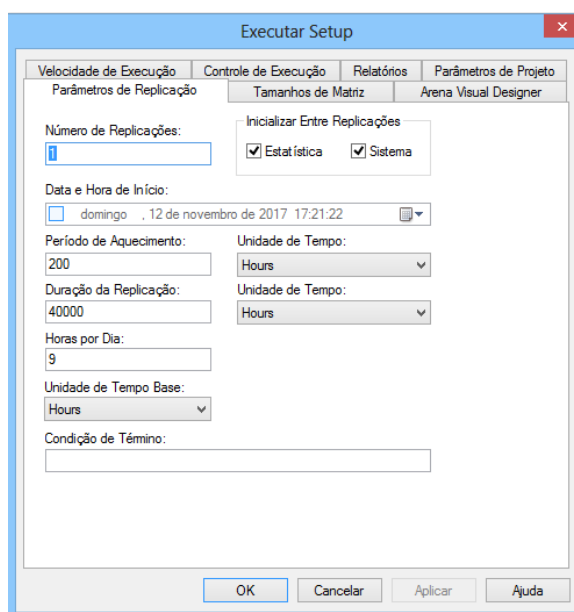 Executar Setup
Velocidade de Execução Controle de Execução Relatórios Parâmetros de Projeto
Parâmetros de Replicação Tamanhos de Matriz Arena Visual Designer
Número de Replicações:
1
Inicializar Entre Replicações
Estatística Sistema
Data e Hora de Início:
domingo , 12 de novembro de 2017 17:21:22
Período de Aquecimento: Unidade de Tempo:
200 Hours
Duração da Replicação: Unidade de Tempo:
40000 Hours
Horas por Dia:
9
Unidade de Tempo Base:
Hours
Condição de Término:
OK Cancelar Aplicar Ajuda